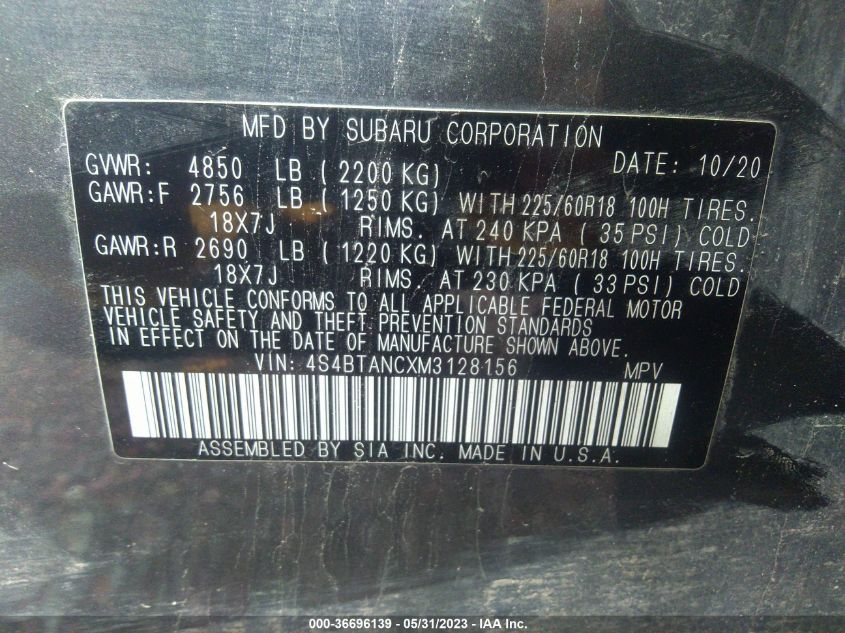 MFD BY SUBARU CORPORATION
GVWR: 4850 LB ( 2200 KG) DATE: 10/20
GAWR:F 2756 LB ( 1250 KG) WITH 225/60R18 100H TIRES.
18X7J RIMS. AT 240 KPA ( 35 PSI) COLD
GAWR:R 2690 LB ( 1220 KG) WITH 225/60R18 100H TIRES.
18X7J RIMS. AT 230 KPA ( 33 PSI) COLD
THIS VEHICLE CONFORMS TO ALL APPLICABLE FEDERAL MOTOR
VEHICLE SAFETY AND THEFT PREVENTION STANDARDS
IN EFFECT ON THE DATE OF MANUFACTURE SHOWN ABOVE.
VIN: 4S4BTANCXM3128156 MPV
ASSEMBLED BY SIA INC. MADE IN U.S.A.
000-36696139 - 05/31/2023 - IAA Inc.